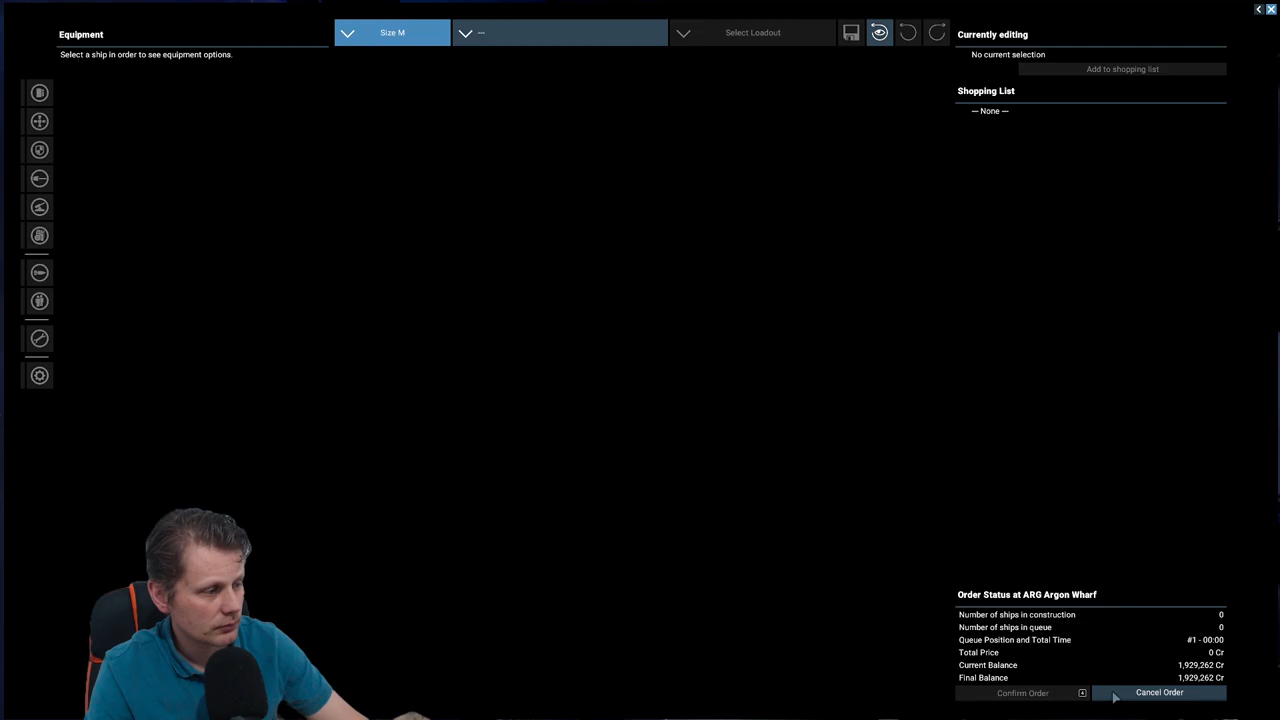 Equipment
Select a ship in order to see equipment options.
Size M
---
Select Loadout
Currently editing
No current selection
Add to shopping list
Shopping List
--- None ---
Order Status at ARG Argon Wharf
Number of ships in construction 0
Number of ships in queue 0
Queue Position and Total Time #1 - 00:00
Total Price 0 Cr
Current Balance 1,929,262 Cr
Final Balance 1,929,262 Cr
Confirm Order
Cancel Order